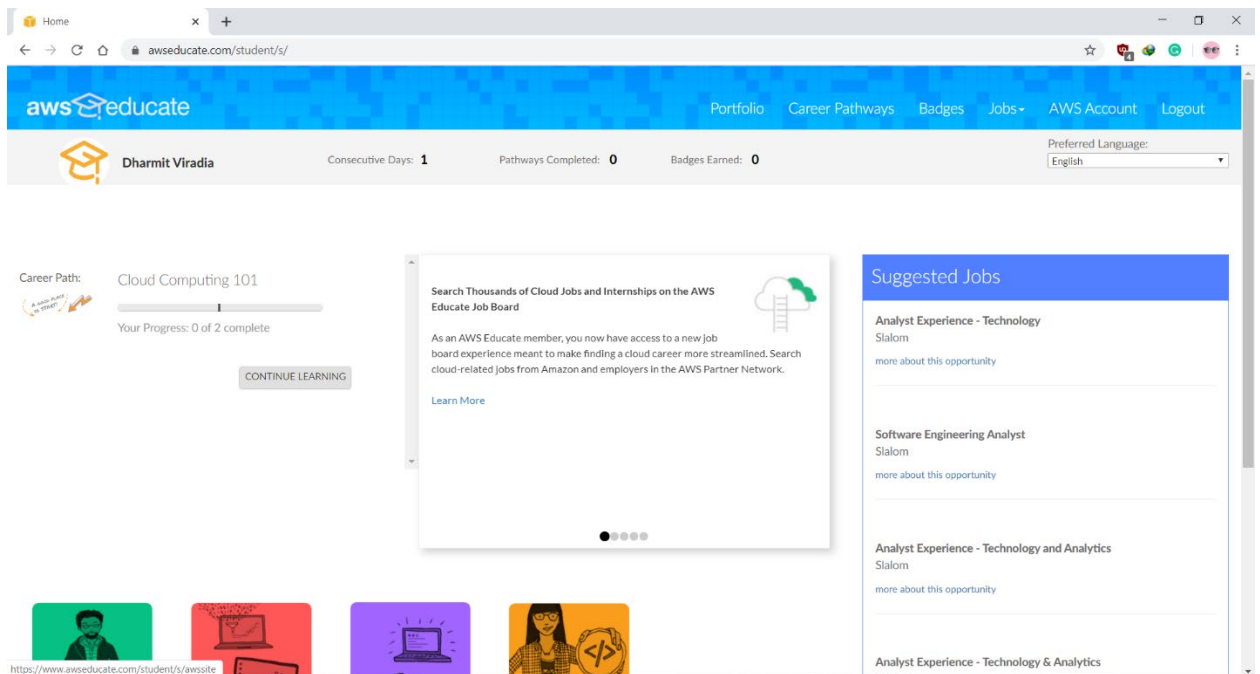 Home
awseducate.com/student/s/
4
aws educate
Portfolio Career Pathways Badges Jobs AWS Account Logout
Dharmit Viradia
Consecutive Days: 1
Pathways Completed: 0
Badges Earned: 0
Preferred Language:
English
Career Path:
A GOOD PLACE
TO START!
Cloud Computing 101
Your Progress: 0 of 2 complete
CONTINUE LEARNING
Search Thousands of Cloud Jobs and Internships on the AWS
Educate Job Board
As an AWS Educate member, you now have access to a new job
board experience meant to make finding a cloud career more streamlined. Search
cloud-related jobs from Amazon and employers in the AWS Partner Network.
Learn More
Suggested Jobs
Analyst Experience - Technology
Slalom
more about this opportunity
Software Engineering Analyst
Slalom
more about this opportunity
Analyst Experience - Technology and Analytics
Slalom
more about this opportunity
Analyst Experience - Technology & Analytics
https://www.awseducate.com/student/s/awssite